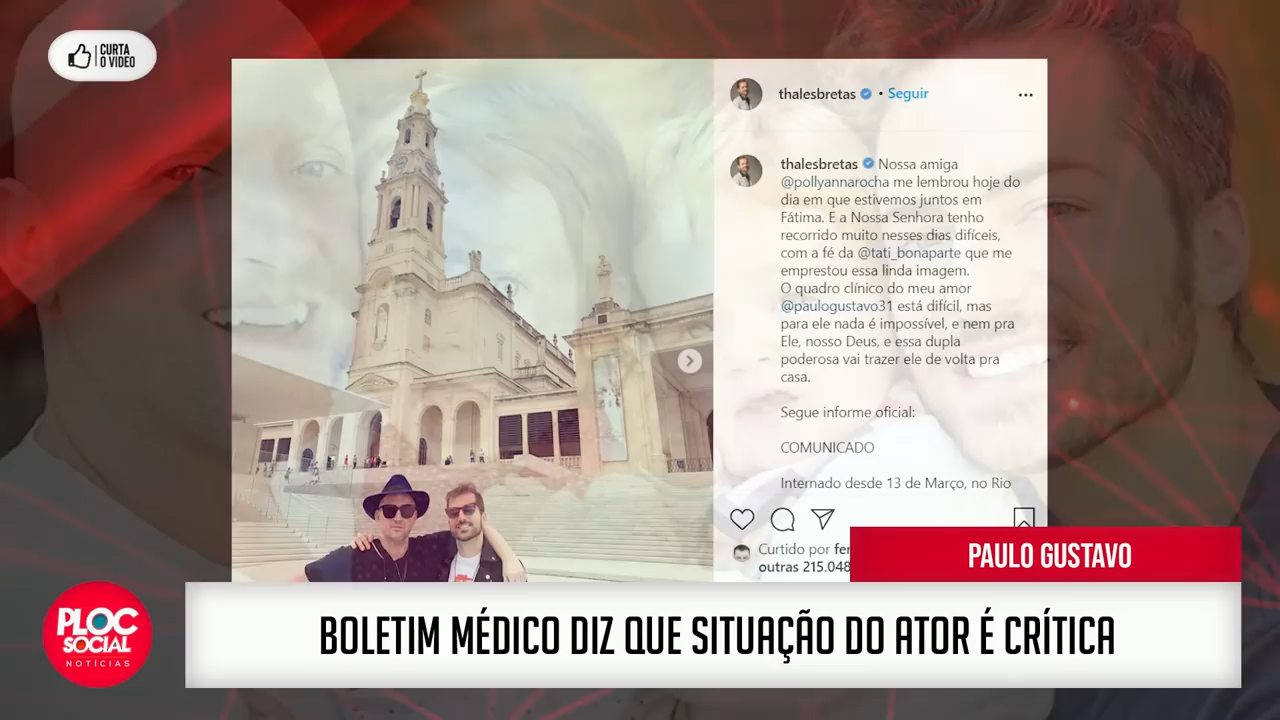 CURTA
O VÍDEO
thalesbretas • Seguir
thalesbretas Nossa amiga
@pollyannarocha me lembrou hoje do
dia em que estivemos juntos em
Fátima. E a Nossa Senhora tenho
recorrido muito nesses dias difíceis,
com a fé da @tati_bonaparte que me
emprestou essa linda imagem.
O quadro clínico do meu amor
@paulogustavo31 está difícil, mas
para ele nada é impossível, e nem pra
Ele, nosso Deus, e essa dupla
poderosa vai trazer ele de volta pra
casa.
Segue informe oficial:
COMUNICADO
Internado desde 13 de Março, no Rio
Curtido por fer
outras 215.048
PAULO GUSTAVO
BOLETIM MÉDICO DIZ QUE SITUAÇÃO DO ATOR É CRÍTICA
PLOC
SOCIAL
NOTÍCIAS